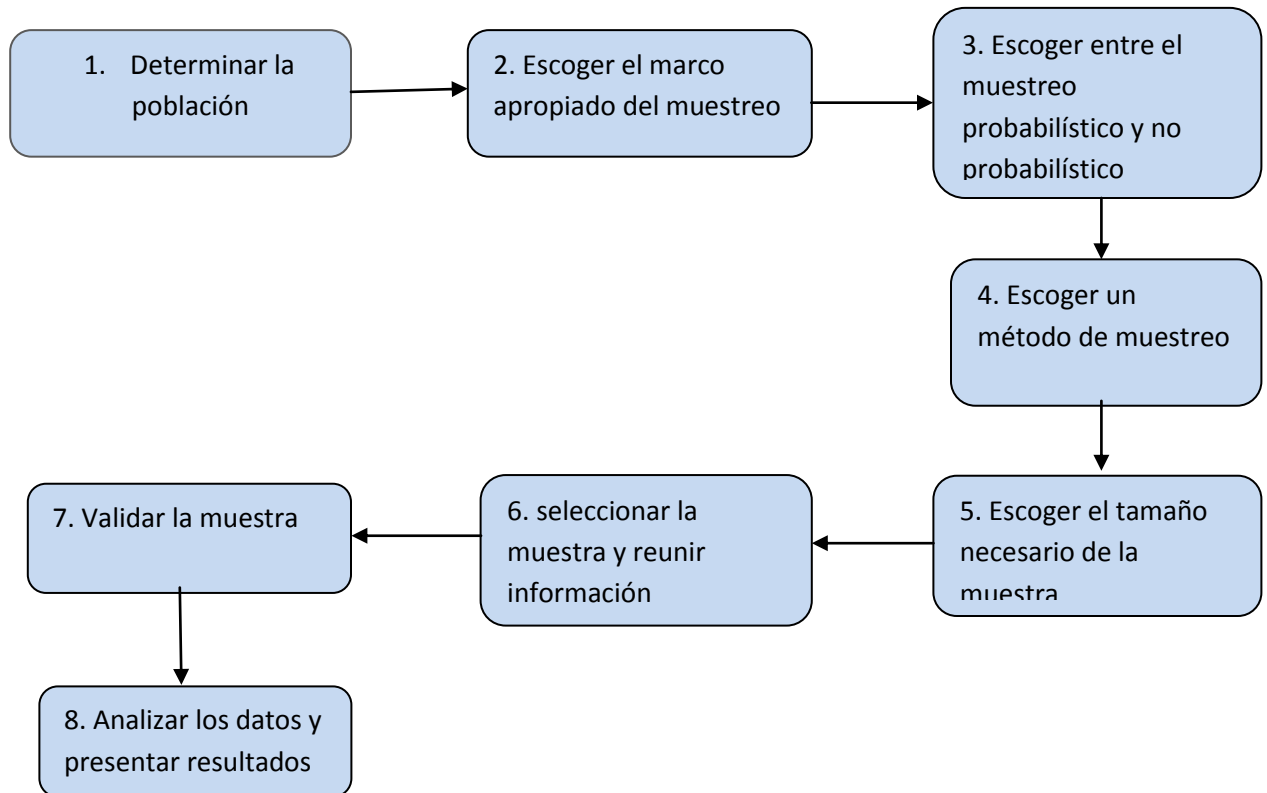 1. Determinar la
población
2. Escoger el marco
apropiado del muestreo
3. Escoger entre el
muestreo
probabilístico y no
probabilístico
4. Escoger un
método de muestreo
5. Escoger el tamaño
necesario de la
muestra
6. seleccionar la
muestra y reunir
información
7. Validar la muestra
8. Analizar los datos y
presentar resultados